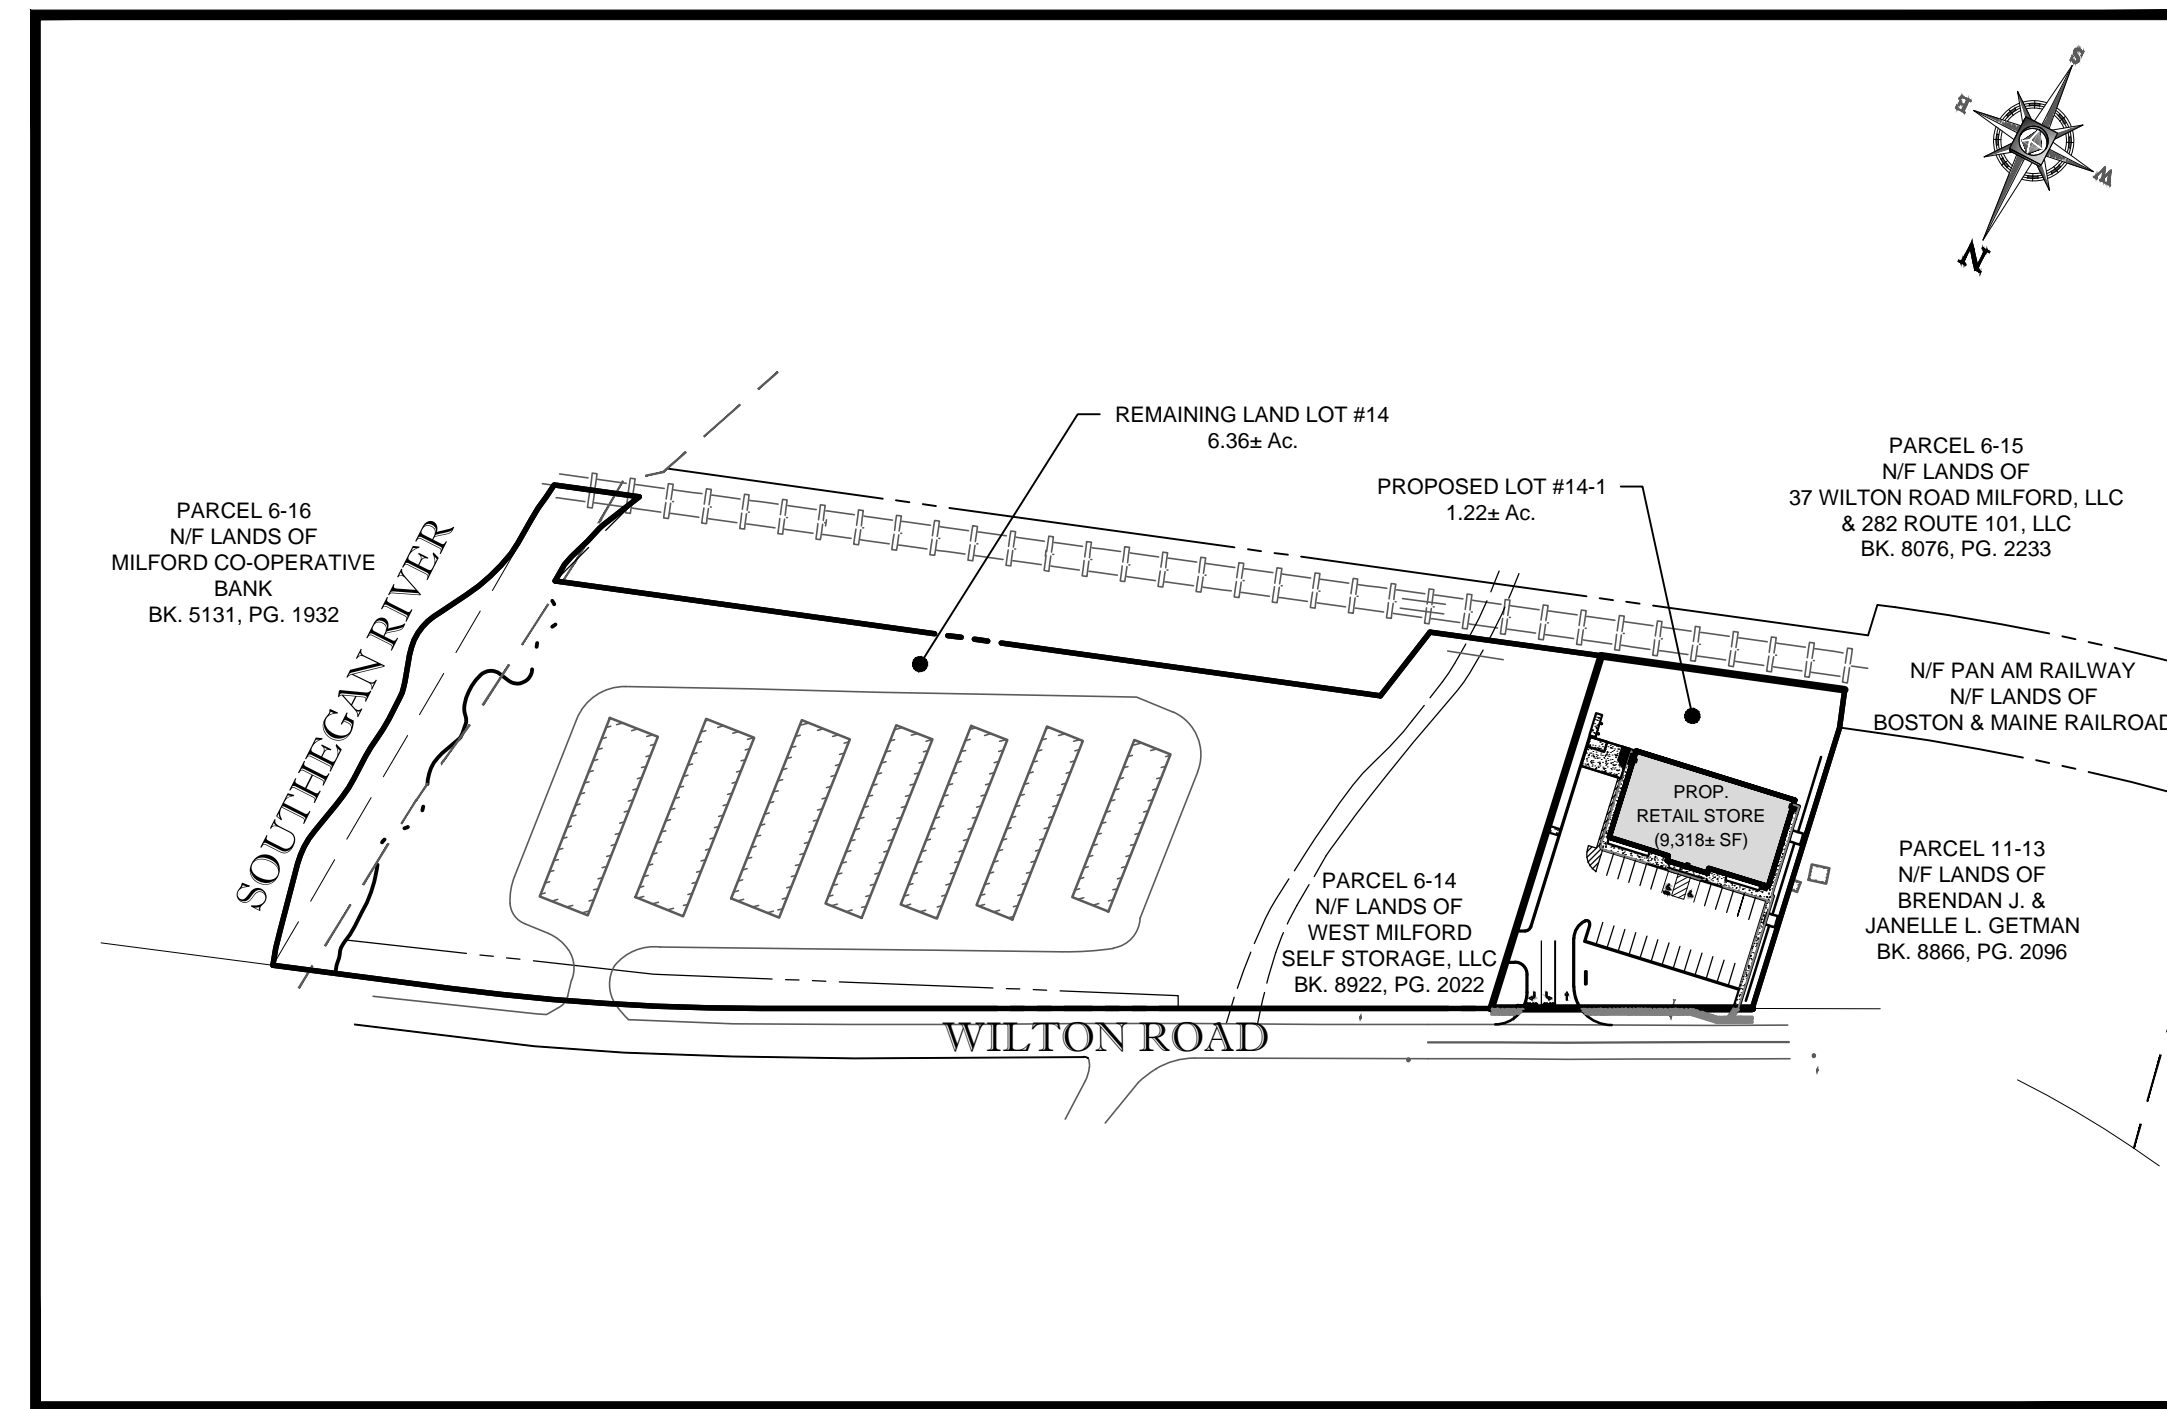 S
E
W
N
REMAINING LAND LOT #14
6.36± Ac.
PROPOSED LOT #14-1
1.22± Ac.
PARCEL 6-15
N/F LANDS OF
37 WILTON ROAD MILFORD, LLC
& 282 ROUTE 101, LLC
BK. 8076, PG. 2233
PARCEL 6-16
N/F LANDS OF
MILFORD CO-OPERATIVE
BANK
BK. 5131, PG. 1932
SOUTHEGAN RIVER
N/F PAN AM RAILWAY
N/F LANDS OF
BOSTON & MAINE RAILROAD
PROP.
RETAIL STORE
(9,318± SF)
PARCEL 6-14
N/F LANDS OF
WEST MILFORD
SELF STORAGE, LLC
BK. 8922, PG. 2022
PARCEL 11-13
N/F LANDS OF
BRENDAN J. &
JANELLE L. GETMAN
BK. 8866, PG. 2096
WILTON ROAD